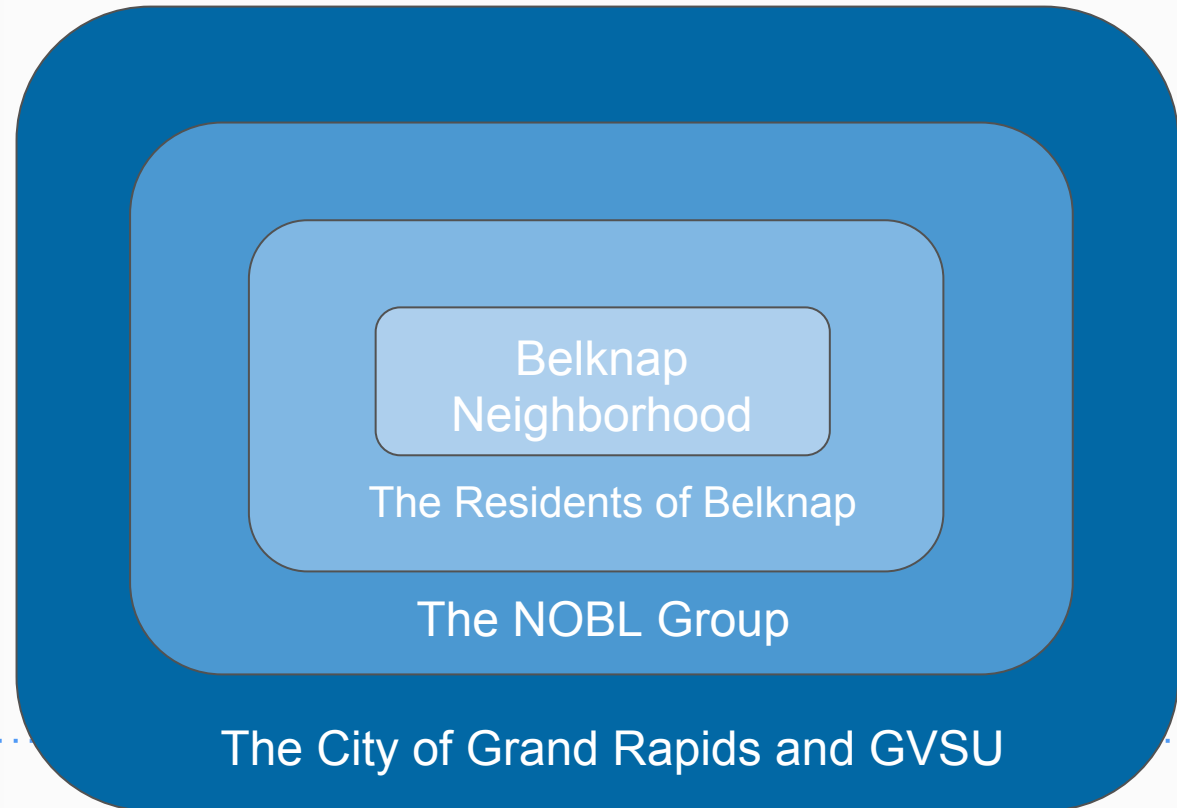 Belknap
Neighborhood
The Residents of Belknap
The NOBL Group
The City of Grand Rapids and GVSU